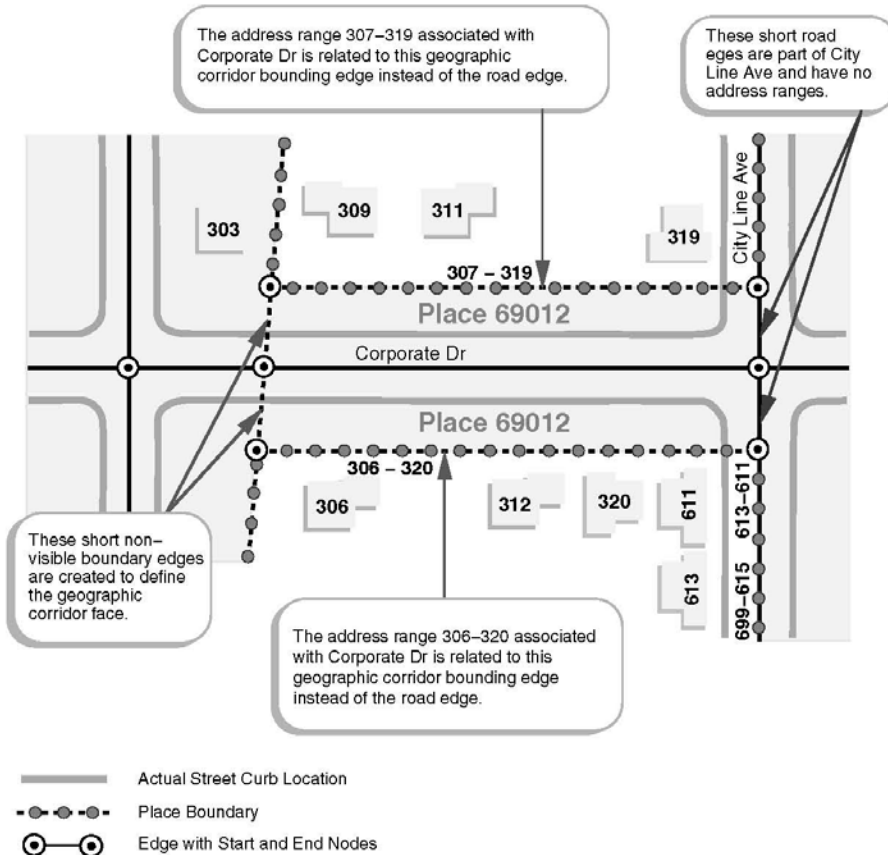 The address range 307–319 associated with
Corporate Dr is related to this geographic
corridor bounding edge instead of the road edge.
These short road
eges are part of City
Line Ave and have no
address ranges.
City Line Ave
303
309
311
319
307 – 319
Place 69012
Corporate Dr
Place 69012
306 – 320
306
312
320
611
613
613–611
699–615
These short non–
visible boundary edges
are created to define
the geographic
corridor face.
The address range 306–320 associated
with Corporate Dr is related to this
geographic corridor bounding edge
instead of the road edge.
Actual Street Curb Location
Place Boundary
Edge with Start and End Nodes